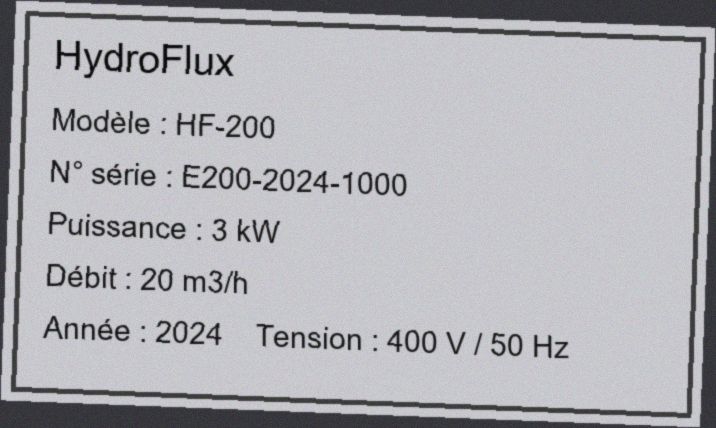 HydroFlux
Modèle : HF-200
N° série : E200-2024-1000
Puissance : 3 kW
Débit : 20 m3/h
Année : 2024    Tension : 400 V / 50 Hz